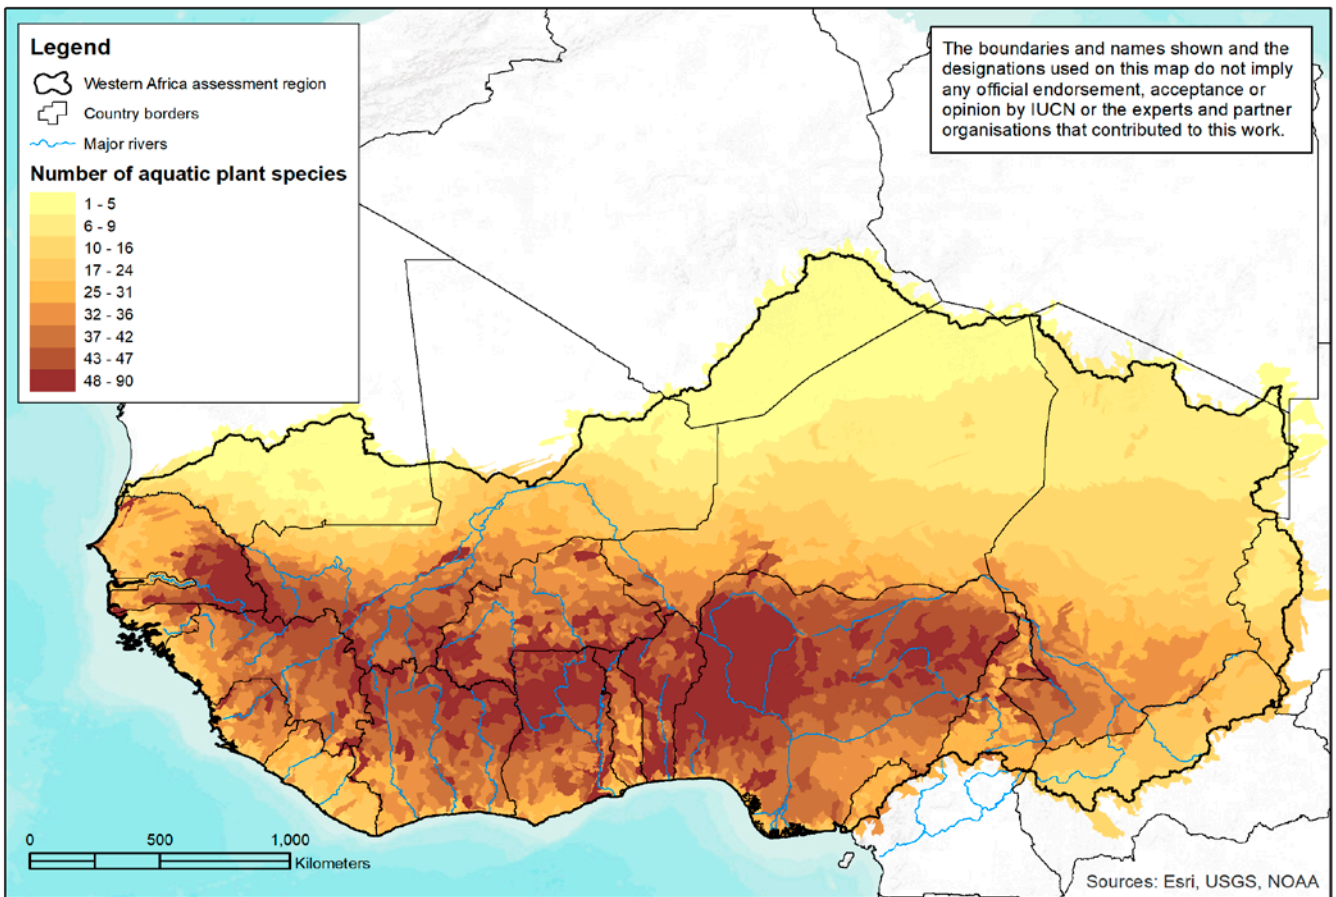 Legend
Western Africa assessment region
Country borders
Major rivers
Number of aquatic plant species
1 - 5
6 - 9
10 - 16
17 - 24
25 - 31
32 - 36
37 - 42
43 - 47
48 - 90
The boundaries and names shown and the
designations used on this map do not imply
any official endorsement, acceptance or
opinion by IUCN or the experts and partner
organisations that contributed to this work.
0 500 1,000
Kilometers
Sources: Esri, USGS, NOAA